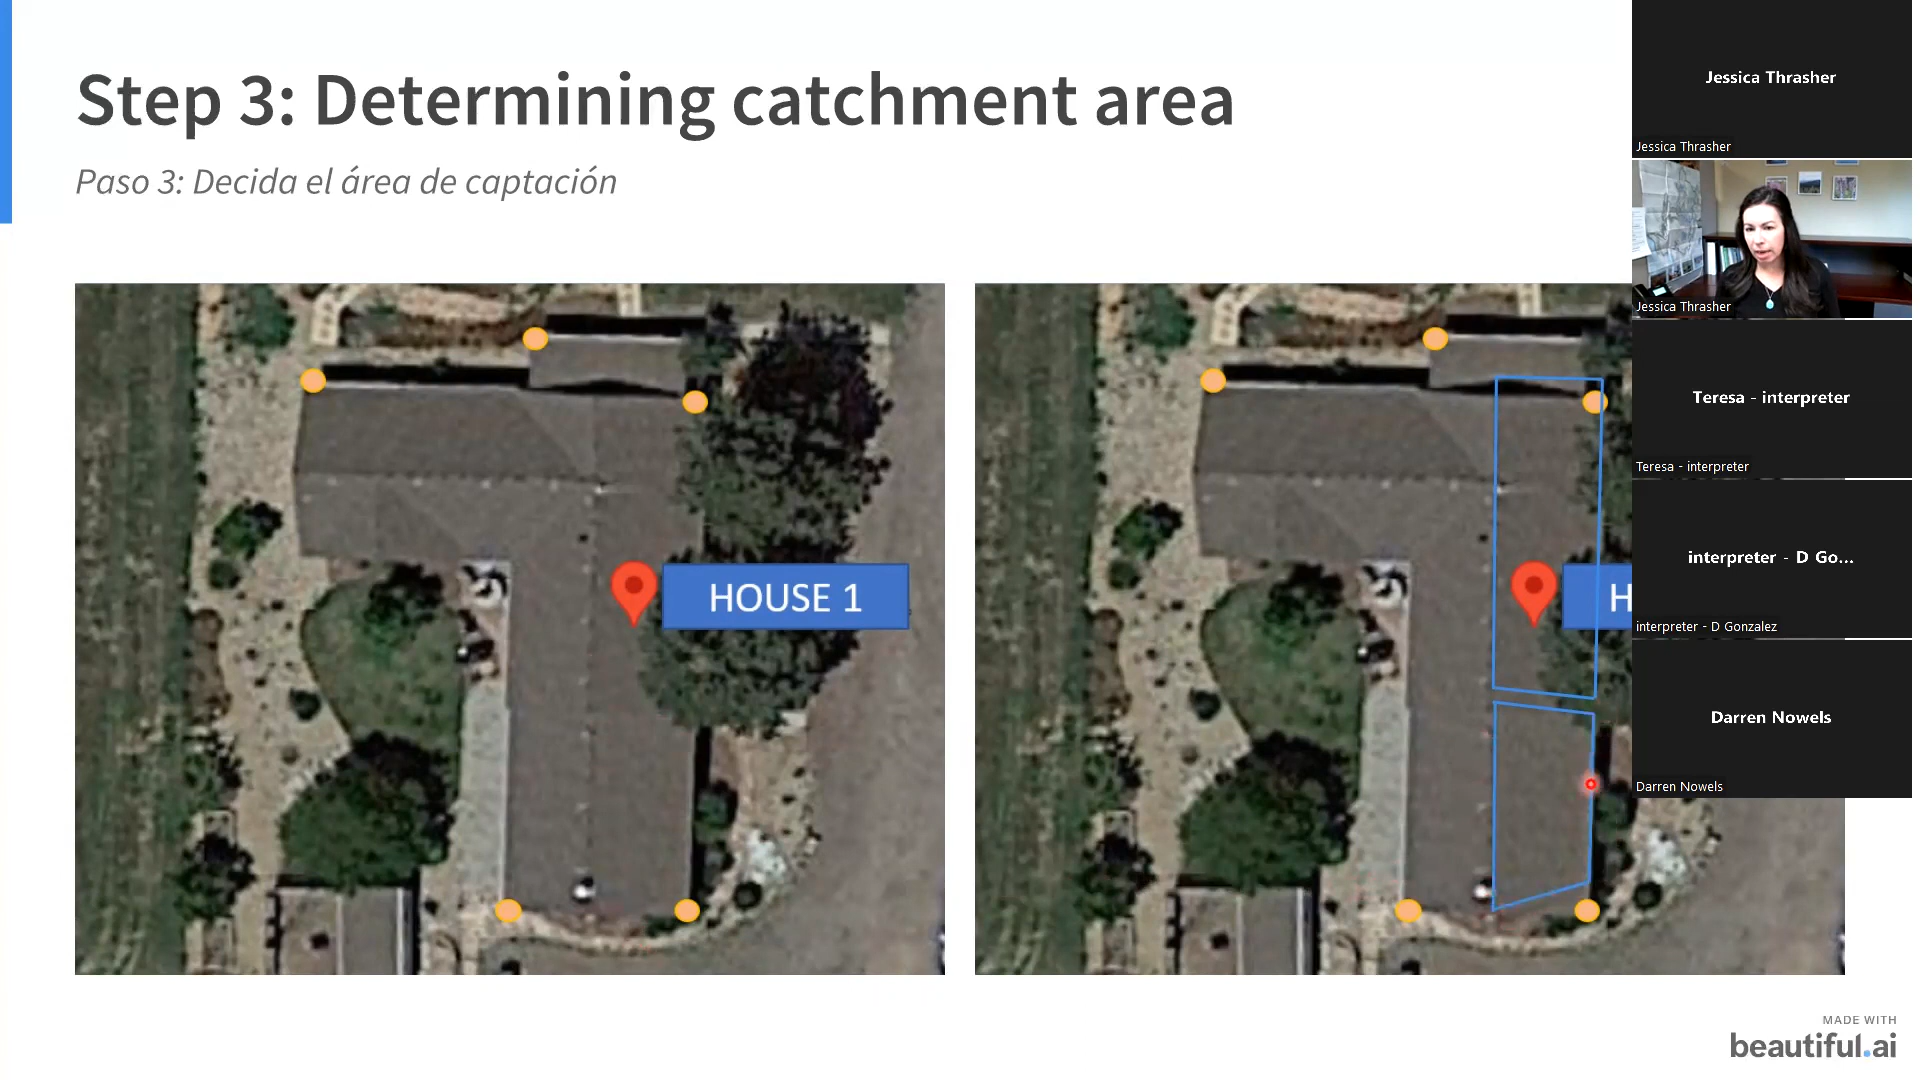 Step 3: Determining catchment area
Paso 3: Decida el área de captación
HOUSE 1
H
Jessica Thrasher
Jessica Thrasher
Jessica Thrasher
Teresa - interpreter
Teresa - interpreter
interpreter - D Go...
interpreter - D Gonzalez
Darren Nowels
Darren Nowels
MADE WITH
beautiful.ai